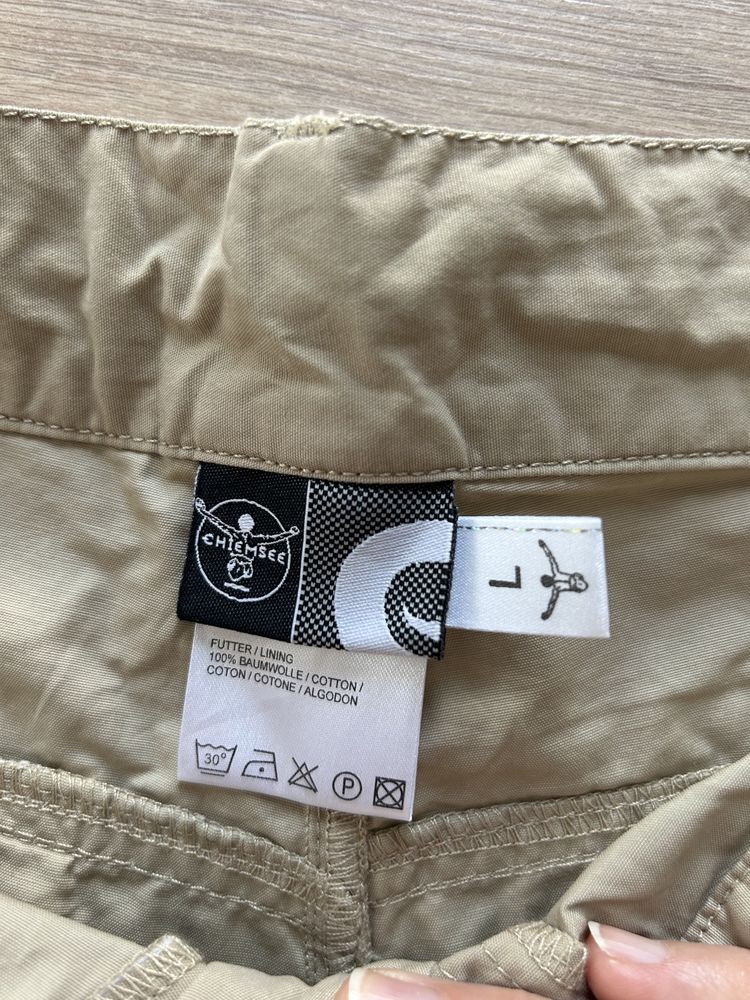 CHIEMSEE
L
FUTTER / LINING
100% BAUMWOLLE / COTTON /
COTON / COTONE / ALGODON
30°
P